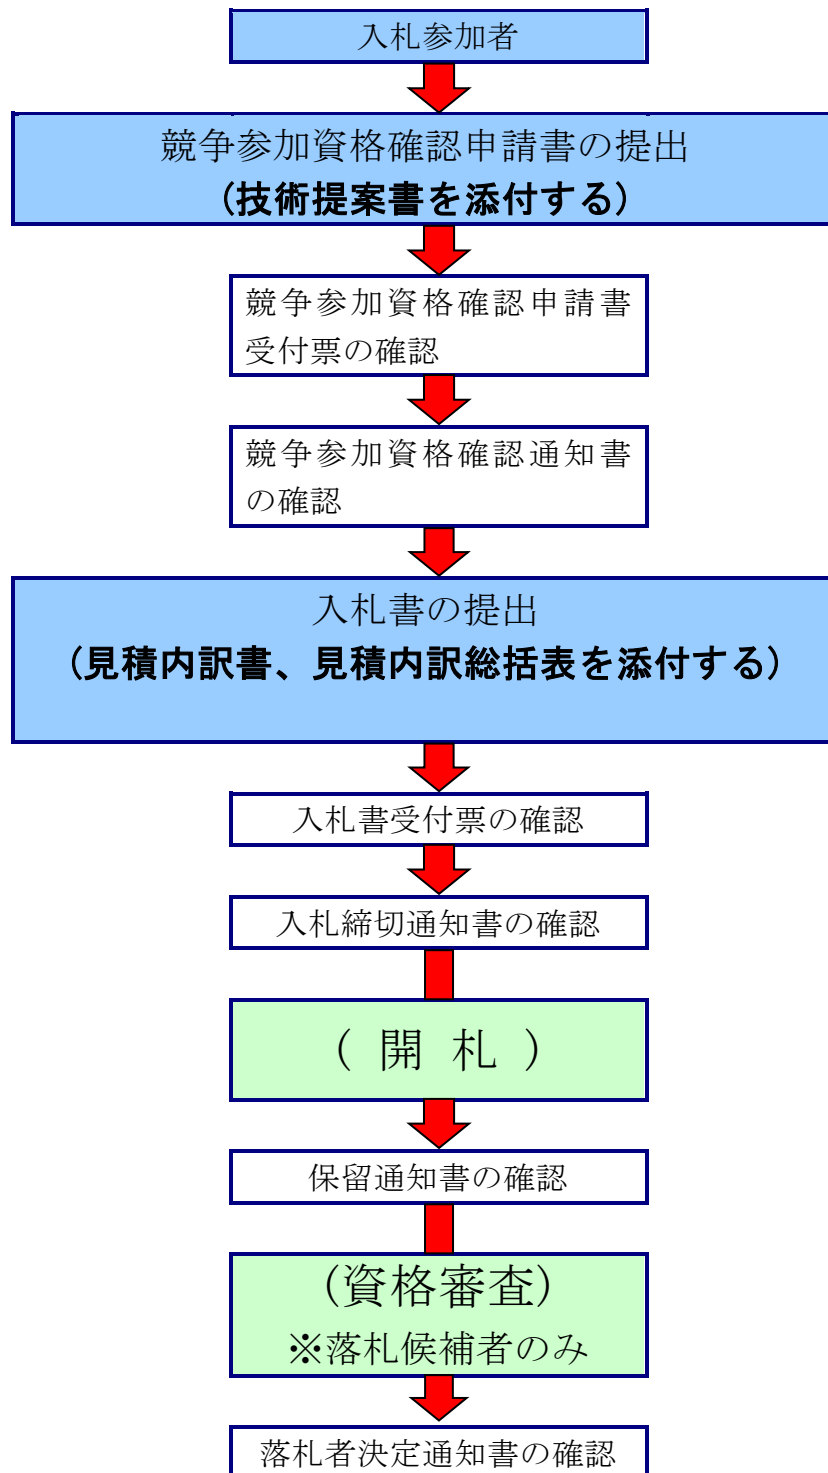 入札参加者
競争参加資格確認申請書の提出
(技術提案書を添付する)
競争参加資格確認申請書
受付票の確認
競争参加資格確認通知書
の確認
入札書の提出
(見積内訳書、見積内訳総括表を添付する)
入札書受付票の確認
入札締切通知書の確認
( 開 札 )
保留通知書の確認
(資格審査)
※落札候補者のみ
落札者決定通知書の確認